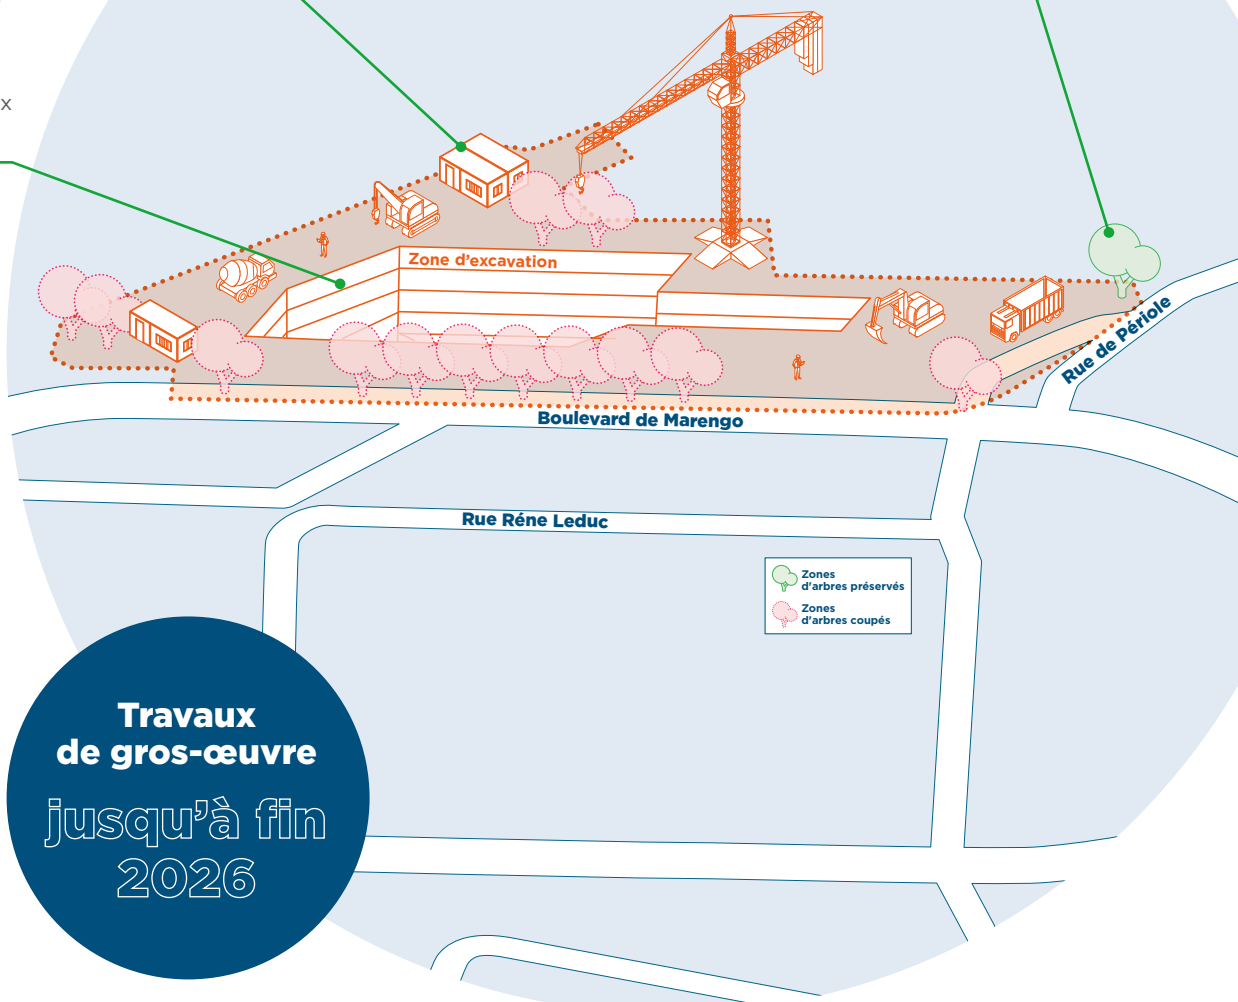 x
Zone d'excavation
Rue de Périole
Boulevard de Marengo
Rue Réne Leduc
Zones
d'arbres préservés
Zones
d'arbres coupés
Travaux
de gros-œuvre
jusqu'à fin
2026